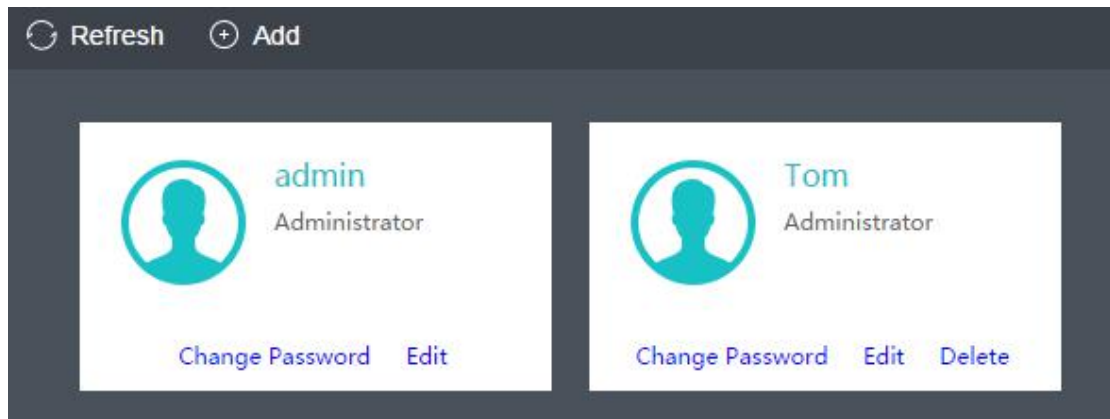 Refresh Add
admin
Administrator
Change Password Edit
Tom
Administrator
Change Password Edit Delete